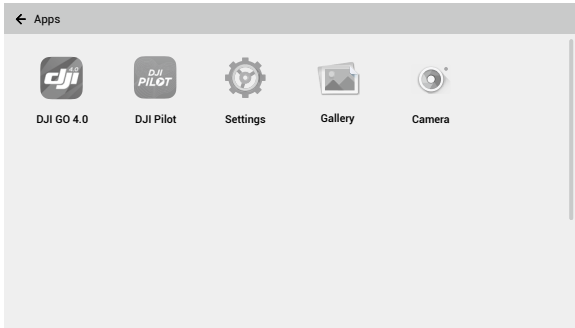 Apps
4.0
dji
DJI
PILOT
DJI GO 4.0
DJI Pilot
Settings
Gallery
Camera